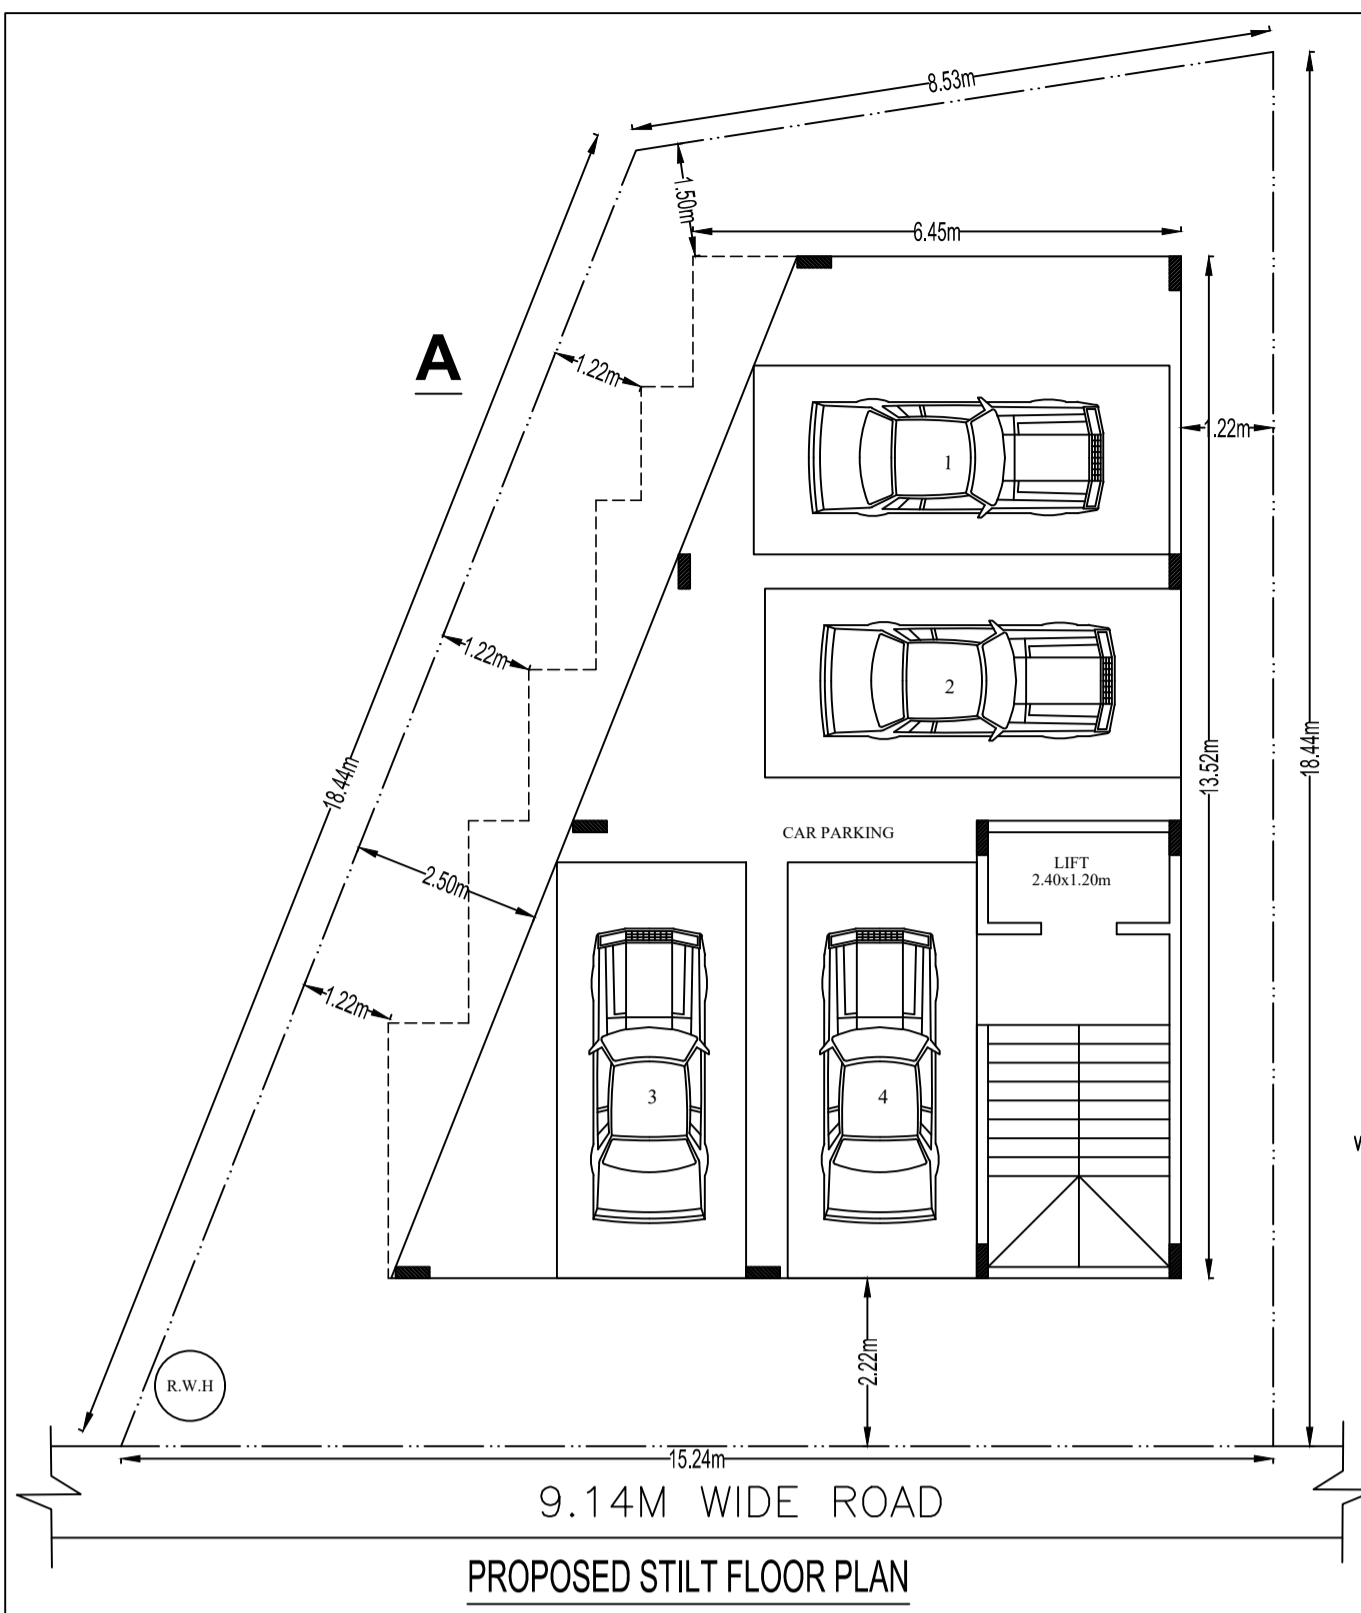 8.53m
1.50m
6.45m
A
1.22m
1.22m
1
1.22m
2
18.44m
13.52m
18.44m
CAR PARKING
LIFT
2.40x1.20m
2.50m
1.22m
3
4
2.22m
R.W.H
15.24m
9.14M WIDE ROAD
PROPOSED STILT FLOOR PLAN